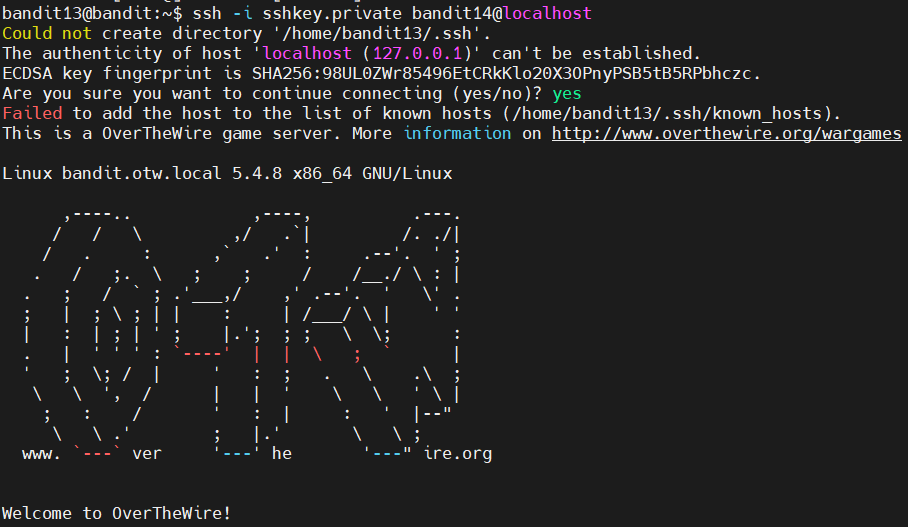 bandit13@bandit:~$ ssh -i sshkey.private bandit14@localhost
Could not create directory '/home/bandit13/.ssh'.
The authenticity of host 'localhost (127.0.0.1)' can't be established.
ECDSA key fingerprint is SHA256:98UL0ZWr85496EtCRkKlo20X3OPnyPSB5tB5RPbhczc.
Are you sure you want to continue connecting (yes/no)? yes
Failed to add the host to the list of known hosts (/home/bandit13/.ssh/known_hosts).
This is a OverTheWire game server. More information on http://www.overthewire.org/wargames
Linux bandit.otw.local 5.4.8 x86_64 GNU/Linux
www. `---` ver '---' he '---" ire.org
Welcome to OverTheWire!